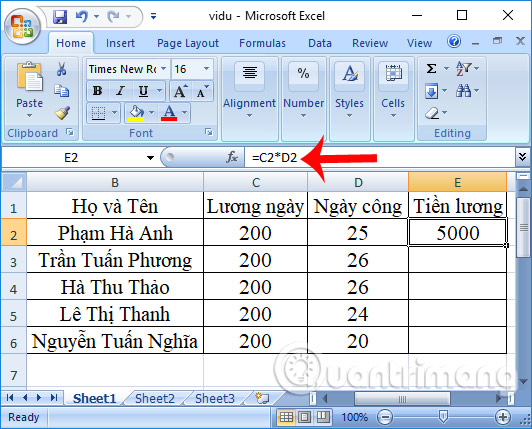 vidu - Microsoft Excel
Home Insert Page Layout Formulas Data Review View
Times New Ro 16
Paste B I U A A Alignment % Number Styles Cells Σ
Clipboard Font Editing
E2 fx =C2*D2
B C D E
1 Họ và Tên Lương ngày Ngày công Tiền lương
2 Phạm Hà Anh 200 25 5000
3 Trần Tuấn Phương 200 26
4 Hà Thu Thảo 200 26
5 Lê Thị Thanh 200 24
6 Nguyễn Tuấn Nghĩa 200 20
7
Quantrimang
Sheet1 Sheet2 Sheet3
Ready 100%